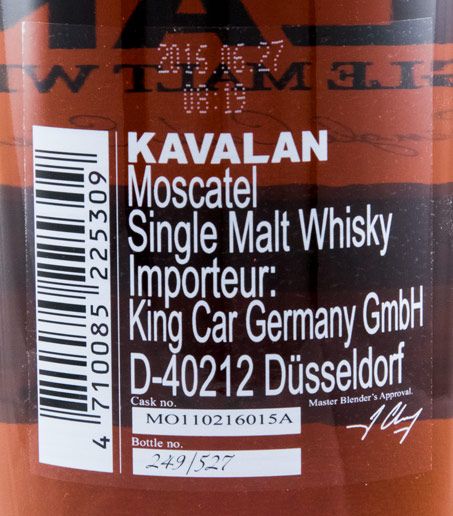 2016.06.27
08:19
KAVALAN
Moscatel
Single Malt Whisky
Importeur:
King Car Germany GmbH
D-40212 Düsseldorf
Cask no.
Master Blender's Approval.
MO110216015A
Bottle no.
249/527
4 710085 225309